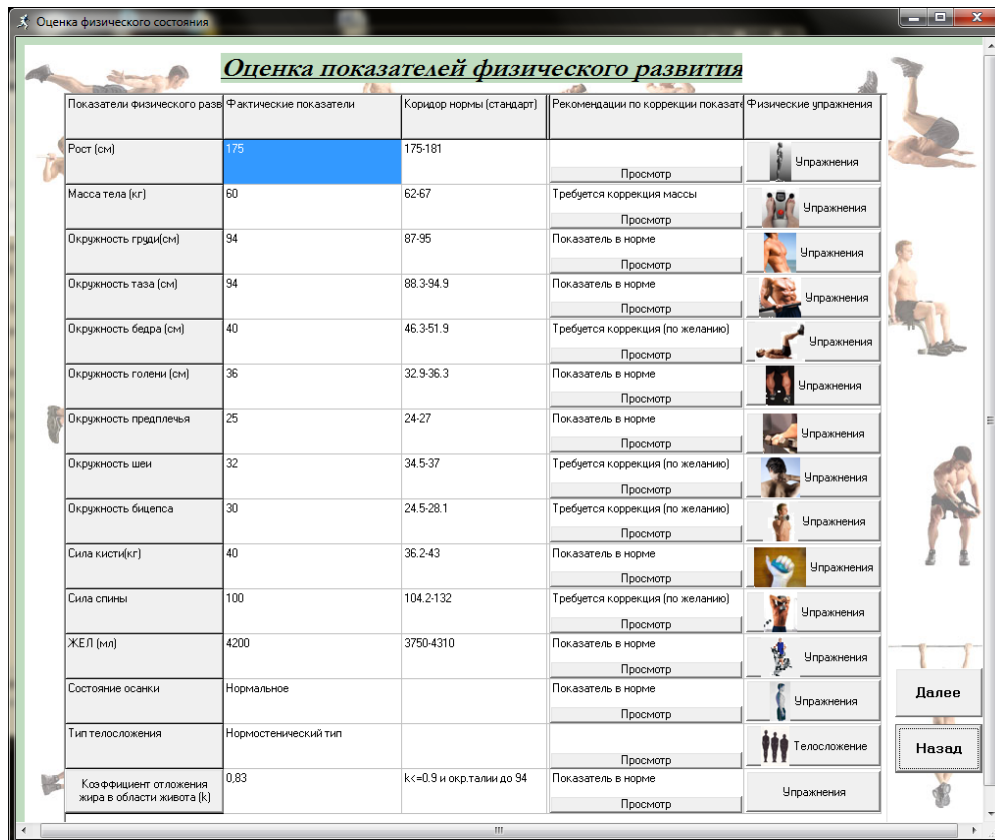 Оценка физического состояния
Оценка показателей физического развития
Показатели физического разв Фактические показатели Коридор нормы (стандарт) Рекомендации по коррекции показате Физические упражнения
Рост (см) 175 175-181 Упражнения
Просмотр
Масса тела (кг) 60 62-67 Требуется коррекция массы Упражнения
Просмотр
Окружность груди(см) 94 87-95 Показатель в норме Упражнения
Просмотр
Окружность таза (см) 94 88.3-94.9 Показатель в норме Упражнения
Просмотр
Окружность бедра (см) 40 46.3-51.9 Требуется коррекция (по желанию) Упражнения
Просмотр
Окружность голени (см) 36 32.9-36.3 Показатель в норме Упражнения
Просмотр
Окружность предплечья 25 24-27 Показатель в норме Упражнения
Просмотр
Окружность шеи 32 34.5-37 Требуется коррекция (по желанию) Упражнения
Просмотр
Окружность бицепса 30 24.5-28.1 Требуется коррекция (по желанию) Упражнения
Просмотр
Сила кисти(кг) 40 36.2-43 Показатель в норме Упражнения
Просмотр
Сила спины 100 104.2-132 Требуется коррекция (по желанию) Упражнения
Просмотр
ЖЕЛ (мл) 4200 3750-4310 Показатель в норме Упражнения
Просмотр
Состояние осанки Нормальное Показатель в норме Упражнения
Просмотр
Тип телосложения Нормостенический тип Телосложение
Просмотр
Коэффициент отложения жира в области живота (k) 0,83 k<=0.9 и окр.талии до 94 Показатель в норме Упражнения
Просмотр
Далее
Назад